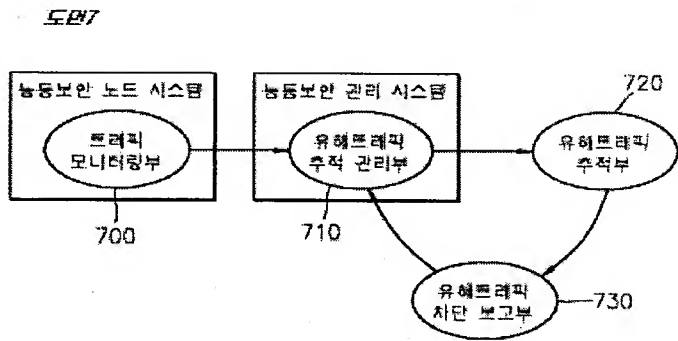 도면7
능동보안 노드 시스템
트래픽
모니터링부
700
능동보안 관리 시스템
유해트래픽
추적 관리부
710
720
유해트래픽
추적부
유해트래픽
차단 보고부
730